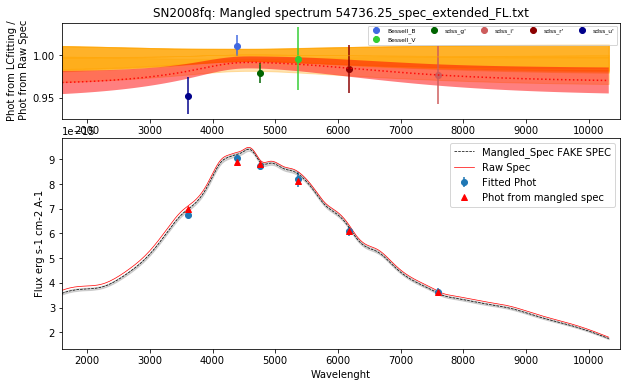 SN2008fq: Mangled spectrum 54736.25_spec_extended_FL.txt
Phot from LCfitting /
Phot from Raw Spec
1.00
0.95
Bessell_B
Bessell_V
sdss_g'
sdss_i'
sdss_r'
sdss_u'
2000 3000 4000 5000 6000 7000 8000 9000 10000
1e−15
Flux erg s-1 cm-2 A-1
9
8
7
6
5
4
3
2
Mangled_Spec FAKE SPEC
Raw Spec
Fitted Phot
Phot from mangled spec
2000 3000 4000 5000 6000 7000 8000 9000 10000
Wavelenght